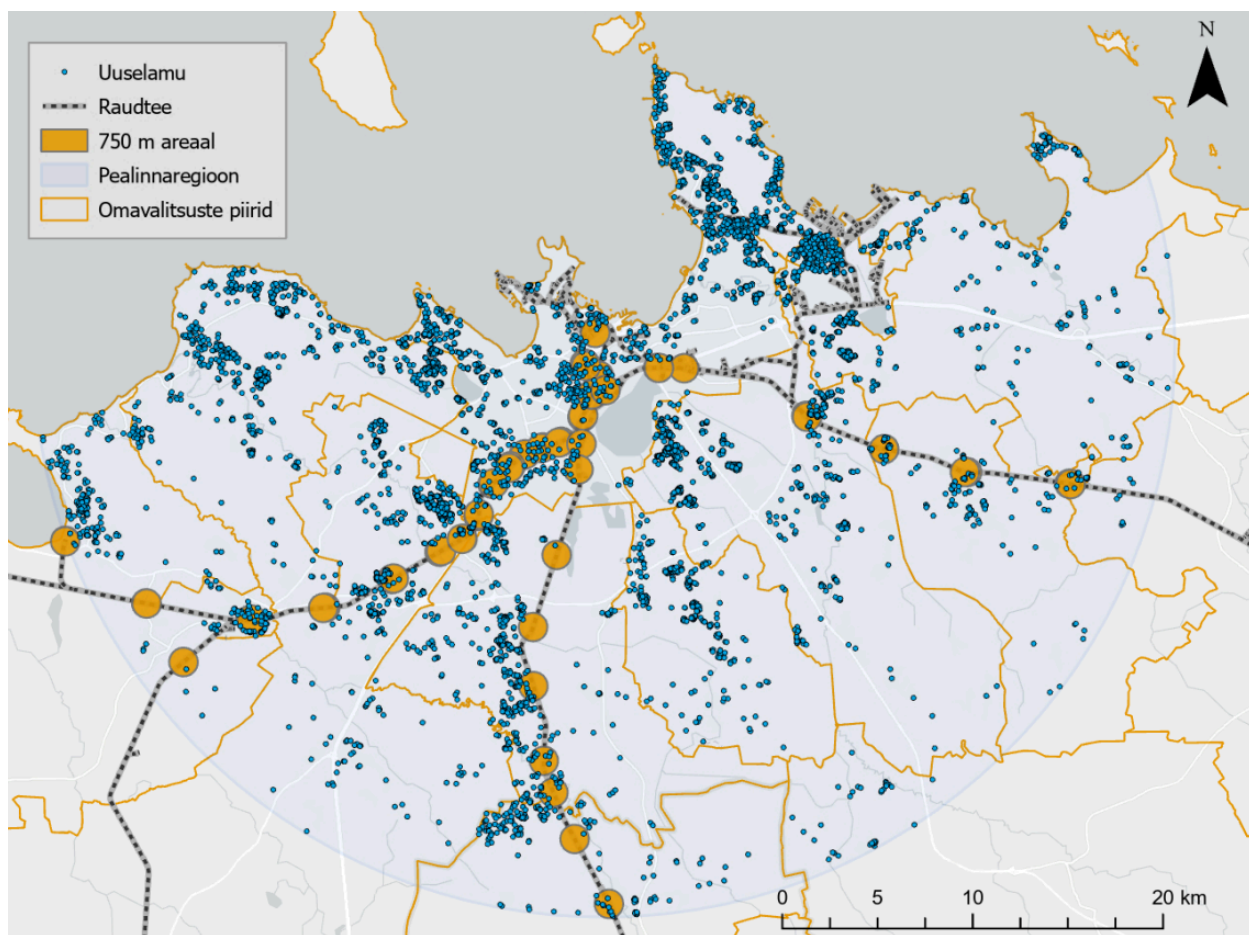 N
Uuselamu
Raudtee
750 m areaal
Pealinnaregioon
Omavalitsuste piirid
0 5 10 20 km